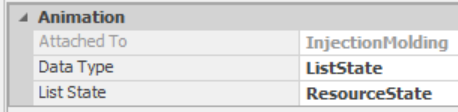 Animation
Attached To InjectionMolding
Data Type ListState
List State ResourceState